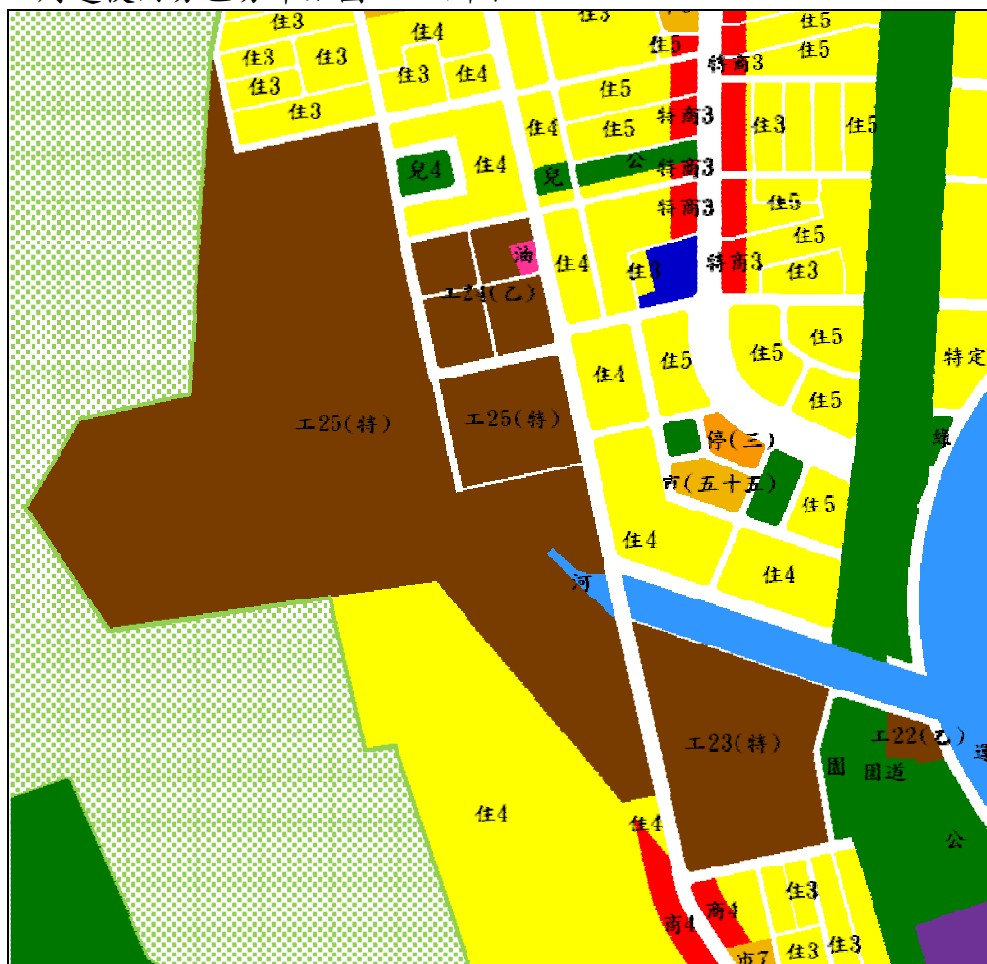 住3
住4
住3
住5
住5
住3
住3
住3
住4
特商3
住3
住5
住3
住4
住5
特商3
住3
住5
兒4
住4
兒
公
特商3
特商3
住5
住5
油
住4
住3
特商3
住3
工24(乙)
住5
住5
特定
住4
住5
住5
工25(特)
工25(特)
停(三)
綠
市(五十五)
住5
住4
住4
河
工23(特)
工22(乙)
運
園
園道
住4
住4
公
住3
商4
商4
市7
住3
住3